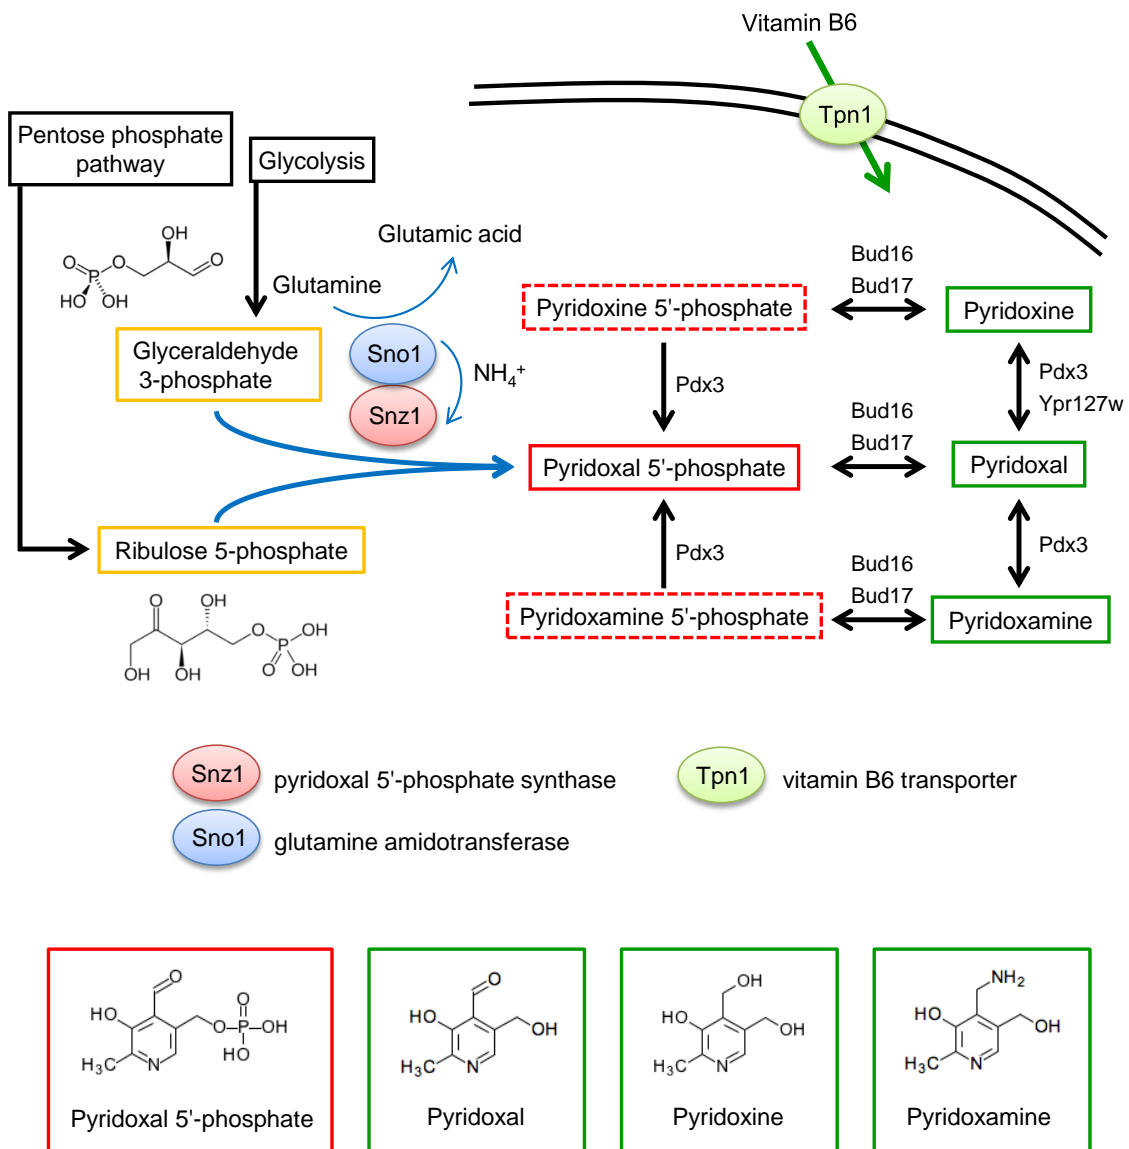 Vitamin B6
Tpn1
Pentose phosphate
pathway
Glycolysis
OH
O
O
O
P
HO
OH
Glutamic acid
Glutamine
Glyceraldehyde
3-phosphate
Sno1
Snz1
NH4+
Pyridoxine 5'-phosphate
Bud16
Bud17
Pyridoxine
Pdx3
Pdx3
Ypr127w
Pyridoxal 5'-phosphate
Bud16
Bud17
Pyridoxal
Pdx3
Pdx3
Pyridoxamine 5'-phosphate
Bud16
Bud17
Pyridoxamine
Ribulose 5-phosphate
O
OH
O
P
OH
OH
OH
OH
O
Snz1
pyridoxal 5'-phosphate synthase
Tpn1
vitamin B6 transporter
Sno1
glutamine amidotransferase
O
HO
O
O
P
OH
HO
H3C
N
Pyridoxal 5'-phosphate
O
HO
OH
H3C
N
Pyridoxal
OH
HO
OH
H3C
N
Pyridoxine
NH2
HO
OH
H3C
N
Pyridoxamine